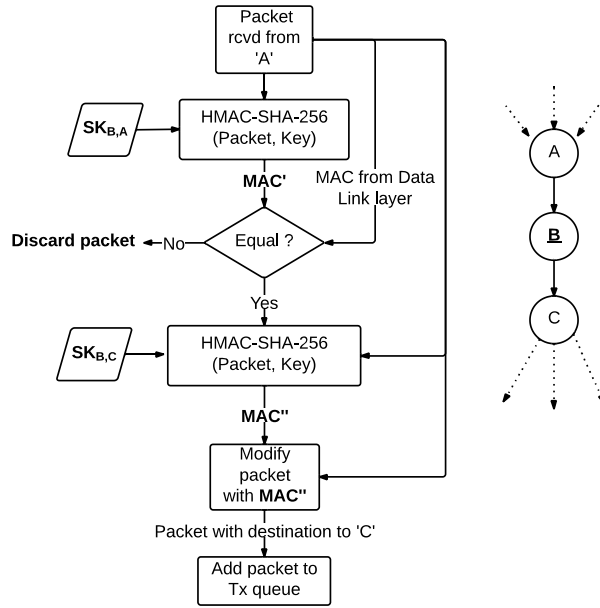 Packet
rcvd from
'A'
SK_B,A
HMAC-SHA-256
(Packet, Key)
MAC'
MAC from Data
Link layer
Discard packet
No
Equal ?
Yes
SK_B,C
HMAC-SHA-256
(Packet, Key)
MAC''
Modify
packet
with MAC''
Packet with destination to 'C'
Add packet to
Tx queue
A
B
C